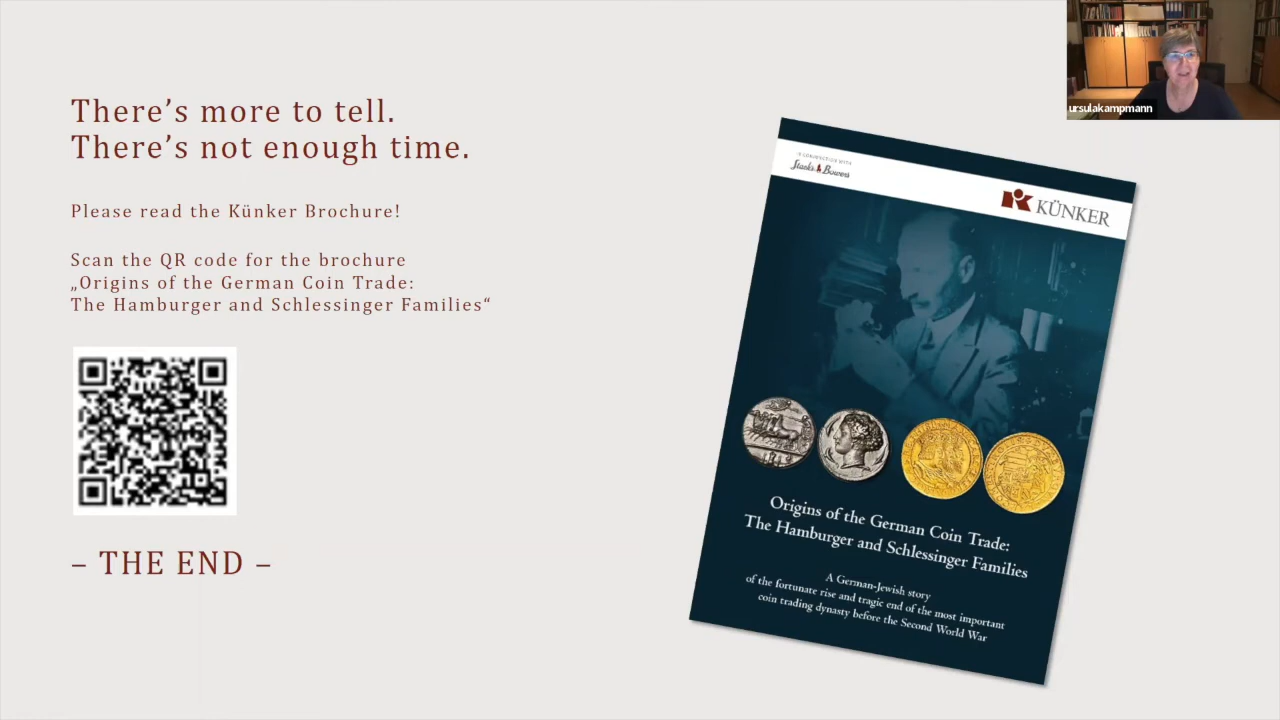 There’s more to tell.
There’s not enough time.
Please read the Künker Brochure!
Scan the QR code for the brochure
„Origins of the German Coin Trade:
The Hamburger and Schlessinger Families“
– THE END –
ursulakampmann
IN CONJUNCTION WITH
Stack's Bowers
KÜNKER
Origins of the German Coin Trade:
The Hamburger and Schlessinger Families
A German-Jewish story
of the fortunate rise and tragic end of the most important
coin trading dynasty before the Second World War